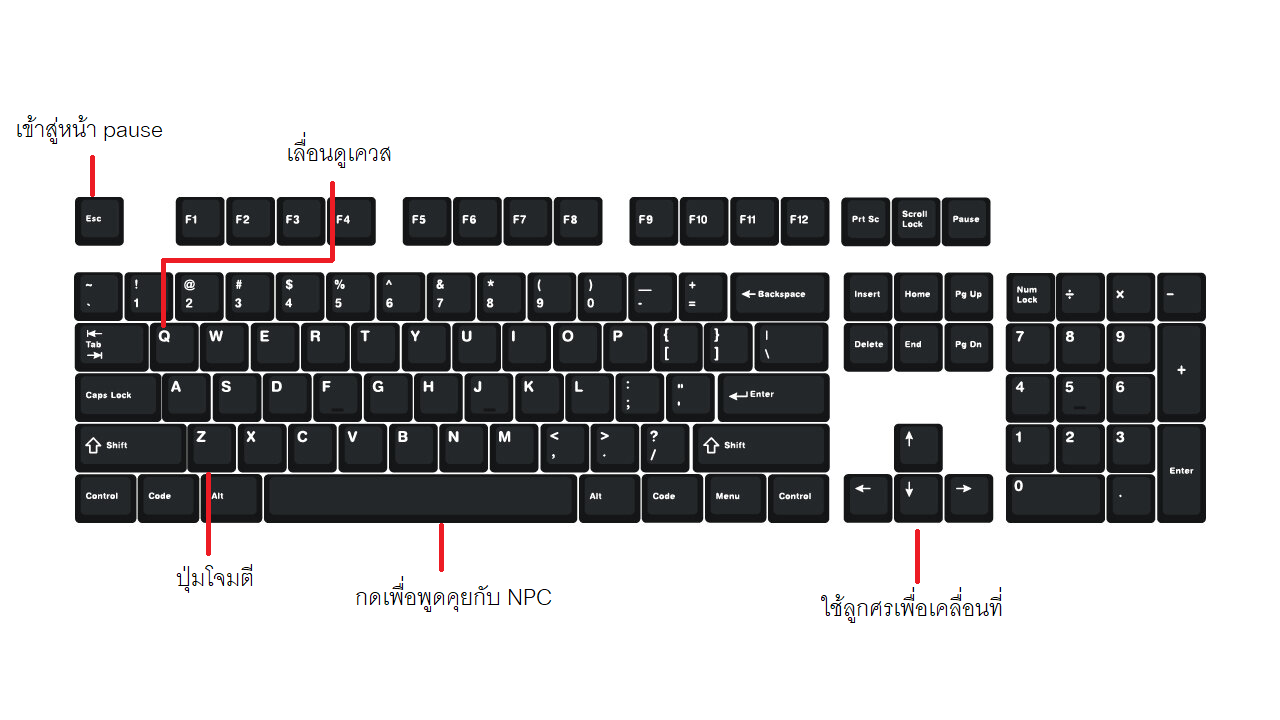 เข้าสู่หน้า pause
เลื่อนดูเควส
Esc F1 F2 F3 F4 F5 F6 F7 F8 F9 F10 F11 F12 Prt Sc Scroll Lock Pause
~ ! @ # $ % ^ & * ( ) — +
` 1 2 3 4 5 6 7 8 9 0 - = ← Backspace Insert Home Pg Up Num Lock ÷ x −
Tab Q W E R T Y U I O P { } |
[ ] \ Delete End Pg Dn 7 8 9 +
Caps Lock A S D F G H J K L : " Enter 4 5 6
; '
Shift Z X C V B N M < > ? Shift ↑ 1 2 3 Enter
, . /
Control Code Alt Alt Code Menu Control ← ↓ → 0 .
ปุ่มโจมตี
กดเพื่อพูดคุยกับ NPC
ใช้ลูกศรเพื่อเคลื่อนที่